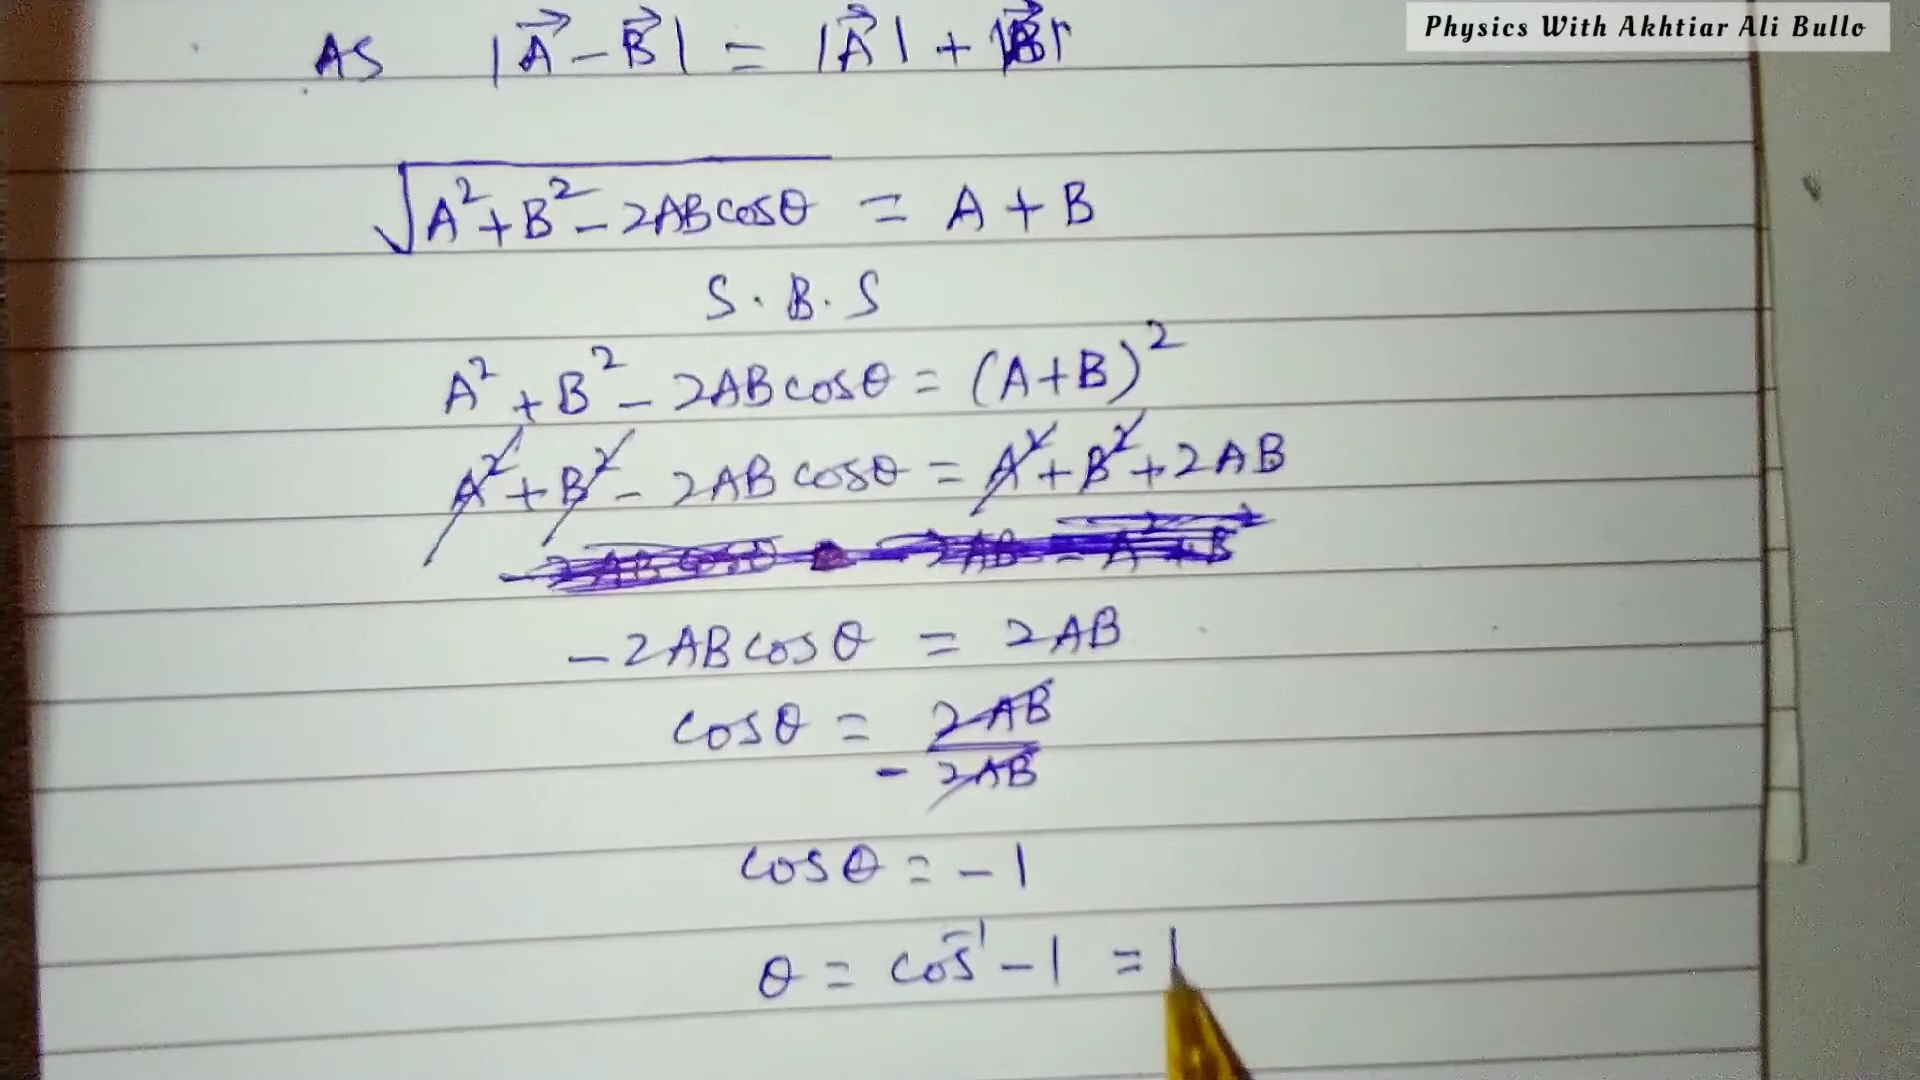 Physics With Akhtiar Ali Bullo
As |A⃗ - B⃗| = |A⃗| + |B⃗|
√A² + B² - 2AB cosθ = A + B
S.B.S
A² + B² - 2AB cosθ = (A+B)²
A² + B² - 2AB cosθ = A² + B² + 2AB
-2AB cosθ = 2AB
cosθ = 2AB
- 2AB
cosθ = -1
θ = cos⁻¹ -1 = 1